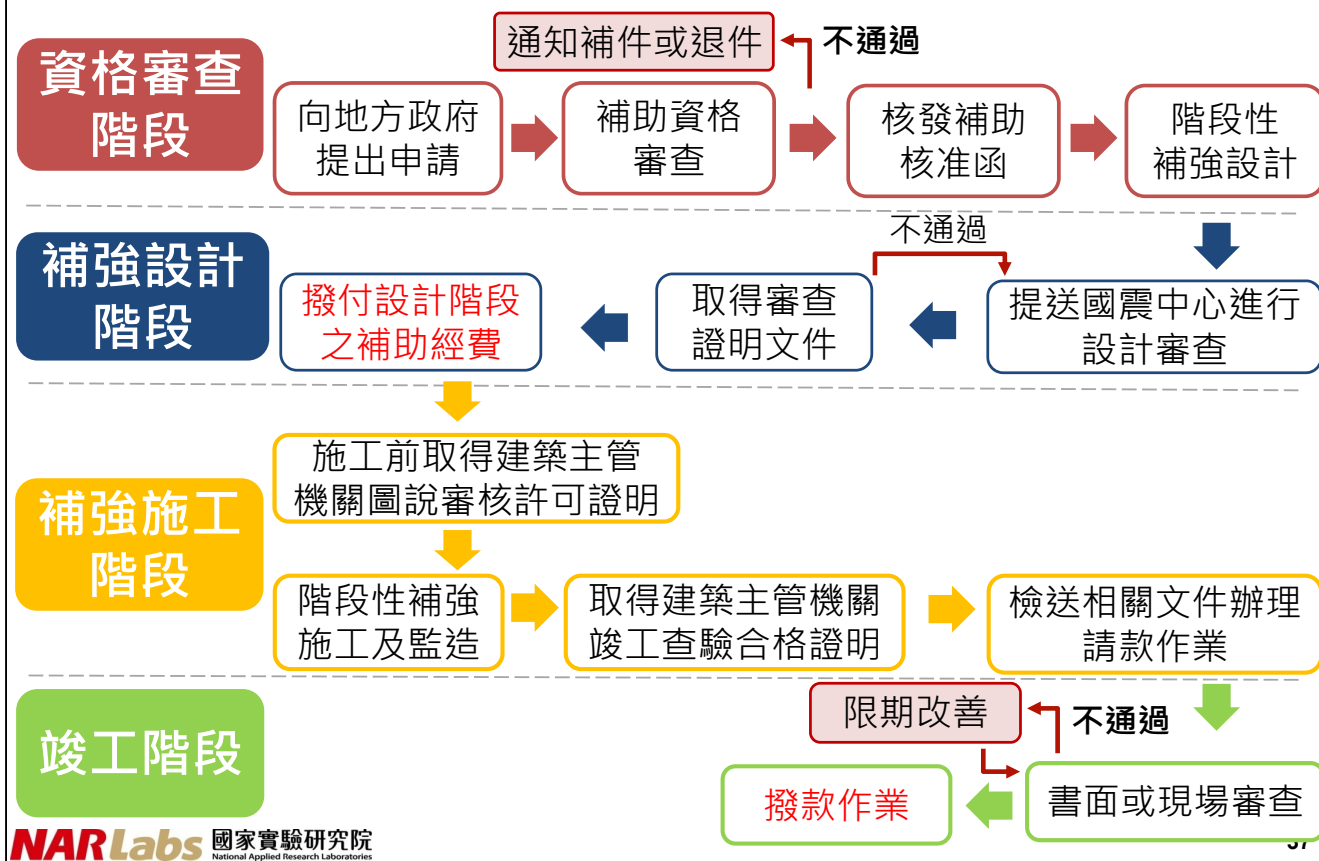 通知補件或退件
不通過
資格審查
階段
向地方政府
提出申請
補助資格
審查
核發補助
核准函
階段性
補強設計
不通過
補強設計
階段
撥付設計階段
之補助經費
取得審查
證明文件
提送國震中心進行
設計審查
施工前取得建築主管
機關圖說審核許可證明
補強施工
階段
階段性補強
施工及監造
取得建築主管機關
竣工查驗合格證明
檢送相關文件辦理
請款作業
限期改善
不通過
竣工階段
撥款作業
書面或現場審查
NARLabs 國家實驗研究院
National Applied Research Laboratories
37